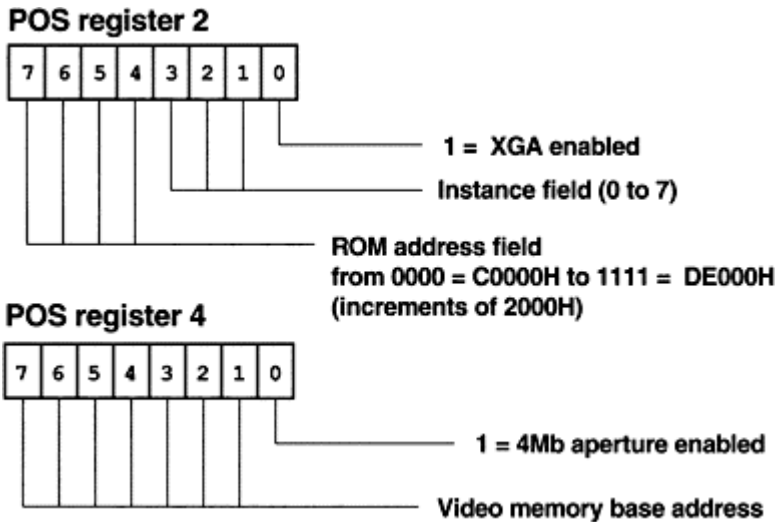 POS register 2
7 6 5 4 3 2 1 0
1 = XGA enabled
Instance field (0 to 7)
ROM address field
from 0000 = C0000H to 1111 = DE000H
(increments of 2000H)
POS register 4
7 6 5 4 3 2 1 0
1 = 4Mb aperture enabled
Video memory base address